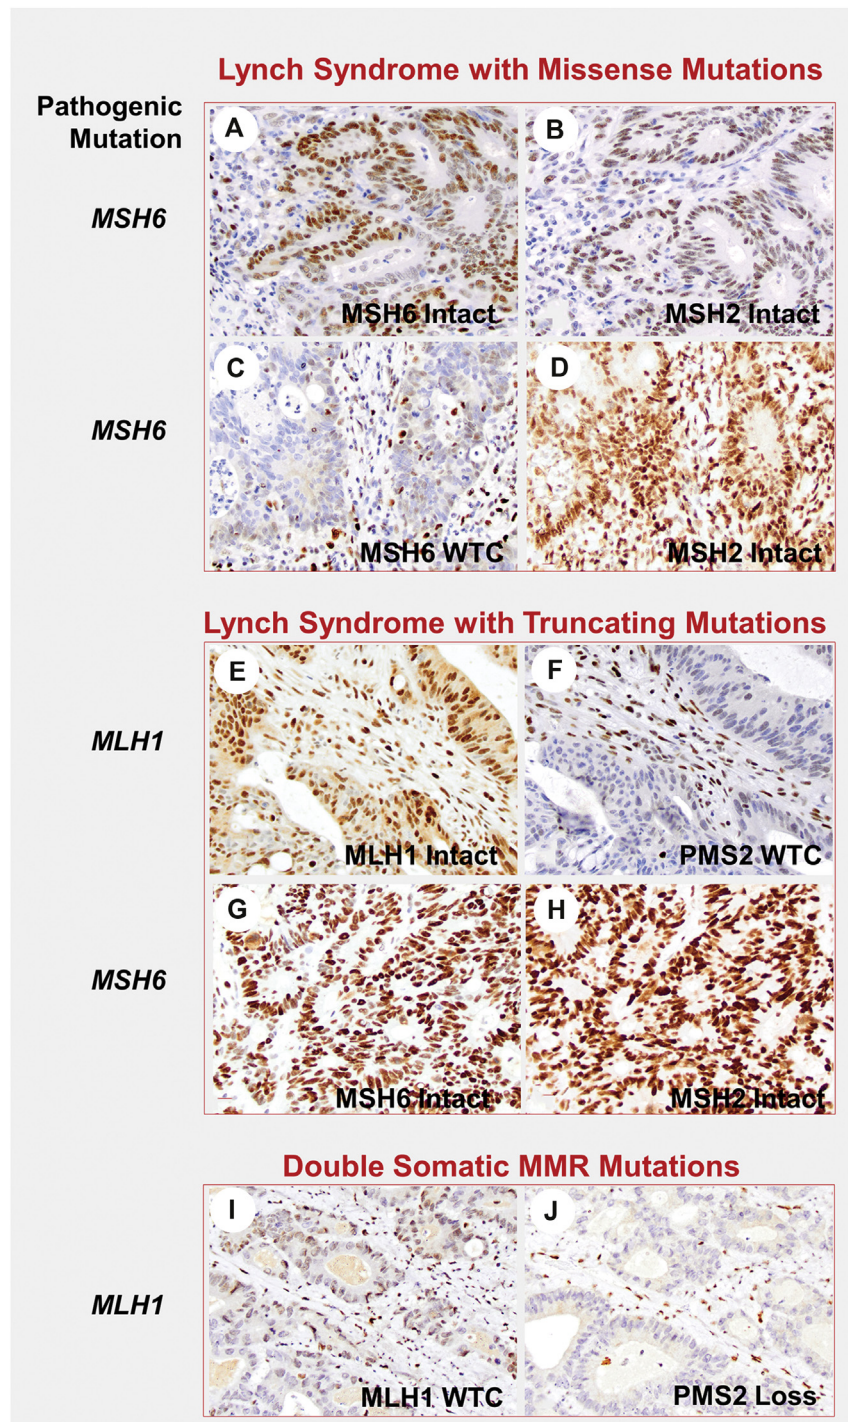 Lynch Syndrome with Missense Mutations
Pathogenic
Mutation
A
B
MSH6
MSH6 Intact
MSH2 Intact
C
D
MSH6
MSH6 WTC
MSH2 Intact
Lynch Syndrome with Truncating Mutations
E
F
MLH1
MLH1 Intact
PMS2 WTC
G
H
MSH6
MSH6 Intact
MSH2 Intact
Double Somatic MMR Mutations
I
J
MLH1
MLH1 WTC
PMS2 Loss